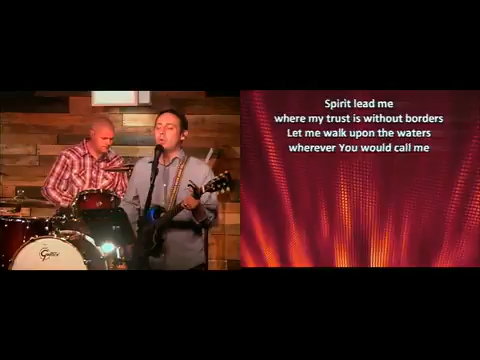 Spirit lead me
where my trust is without borders
Let me walk upon the waters
wherever You would call me
Gretsch